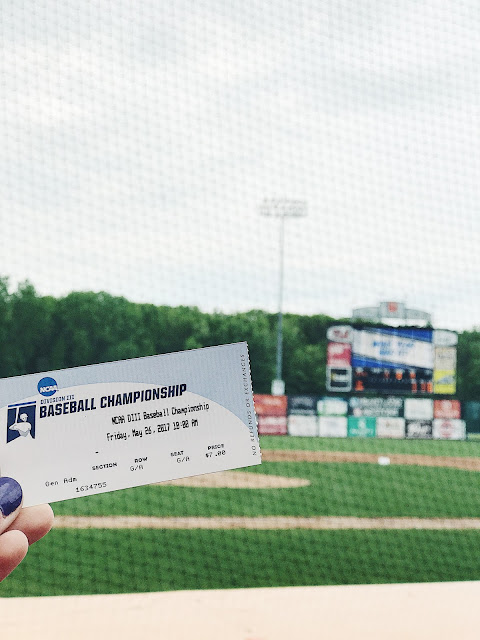 NCAA
DIVISION III
BASEBALL CHAMPIONSHIP
NCAA DIII Baseball Championship
Friday, May 26, 2017 10:00 AM
SECTION ROW SEAT PRICE
Gen Adm G/A G/A $7.00
1634755
NO REFUNDS OR EXCHANGES